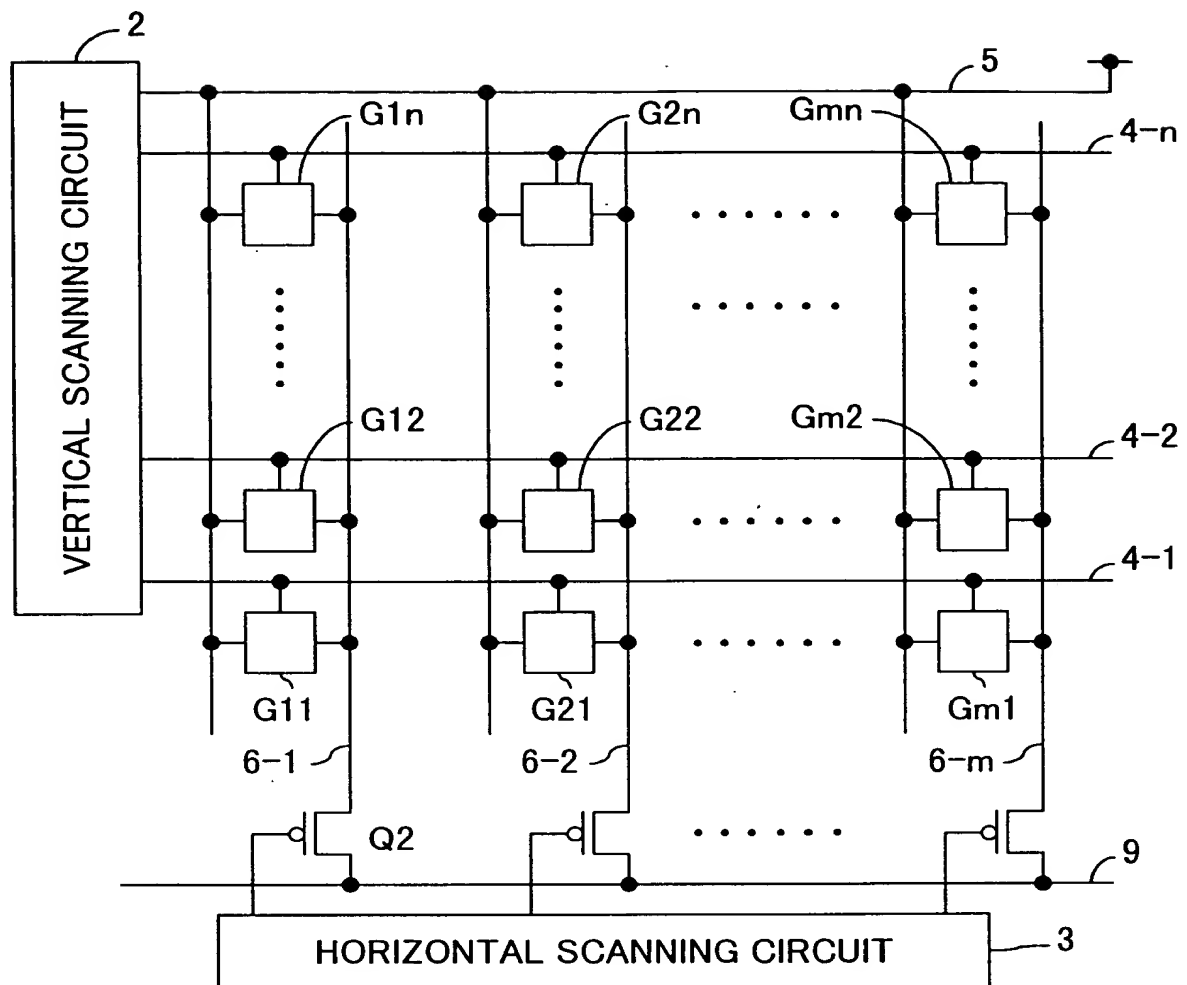 2
VERTICAL SCANNING CIRCUIT
5
G1n
G2n
Gmn
4-n
G12
G22
Gm2
4-2
4-1
G11
G21
Gm1
6-1
6-2
6-m
Q2
9
HORIZONTAL SCANNING CIRCUIT
3